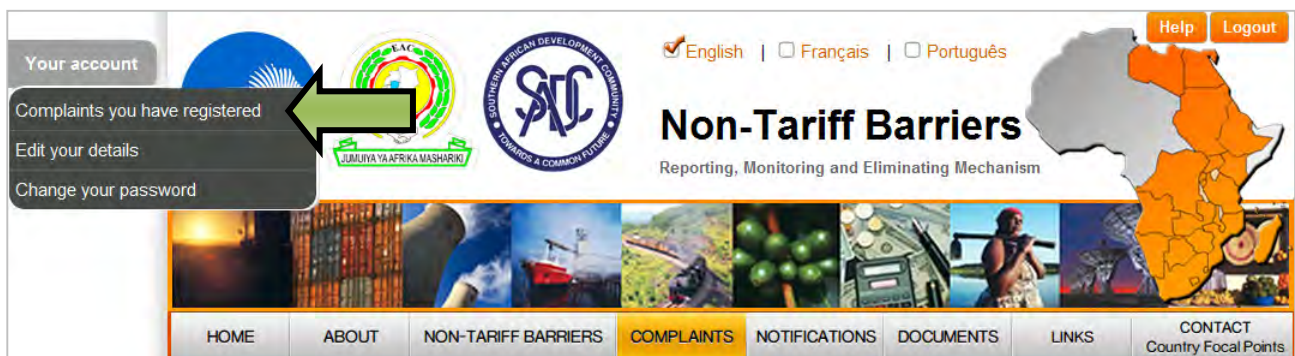 Help
Logout
Your account
Complaints you have registered
Edit your details
Change your password
EAC
JUMUIYA YA AFRIKA MASHARIKI
SOUTHERN AFRICAN DEVELOPMENT COMMUNITY
SADC
TOWARDS A COMMON FUTURE
English | Français | Português
Non-Tariff Barriers
Reporting, Monitoring and Eliminating Mechanism
HOME
ABOUT
NON-TARIFF BARRIERS
COMPLAINTS
NOTIFICATIONS
DOCUMENTS
LINKS
CONTACT
Country Focal Points